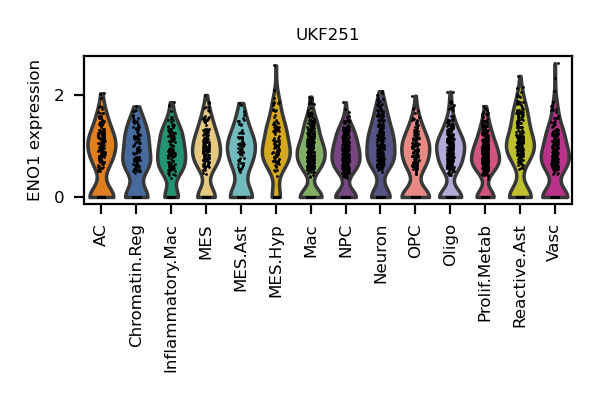 UKF251
ENO1 expression
2
0
AC
Chromatin.Reg
Inflammatory.Mac
MES
MES.Ast
MES.Hyp
Mac
NPC
Neuron
OPC
Oligo
Prolif.Metab
Reactive.Ast
Vasc